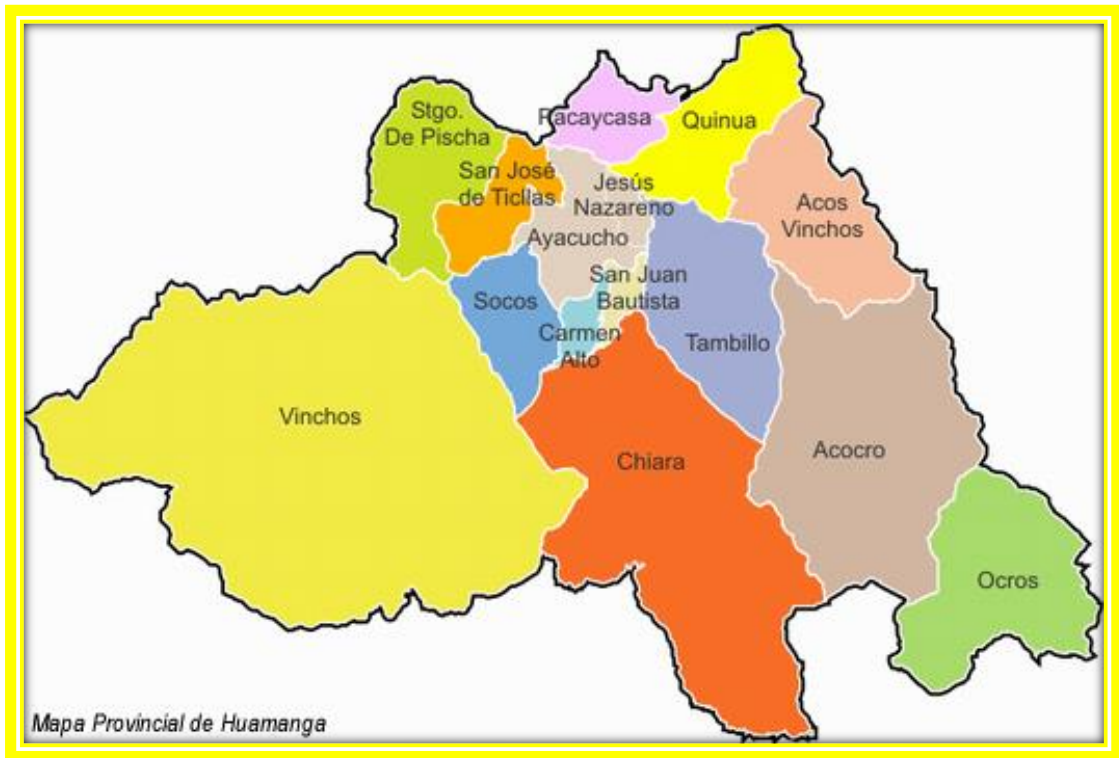 Stgo.
De Pischa
Pacaycasa
Quinua
San José
de Ticllas
Jesús
Nazareno
Acos
Vinchos
Ayacucho
Socos
San Juan
Bautista
Carmen
Alto
Tambillo
Vinchos
Chiara
Acocro
Ocros
Mapa Provincial de Huamanga